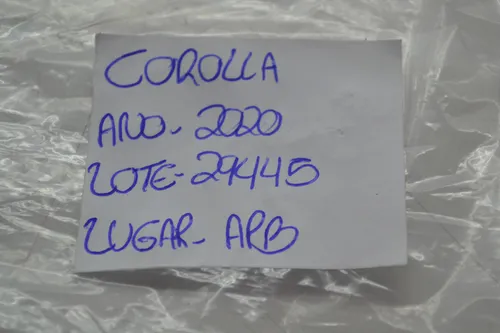 COROLLA
ANO- 2020
LOTE- 29445
LUGAR- ARB